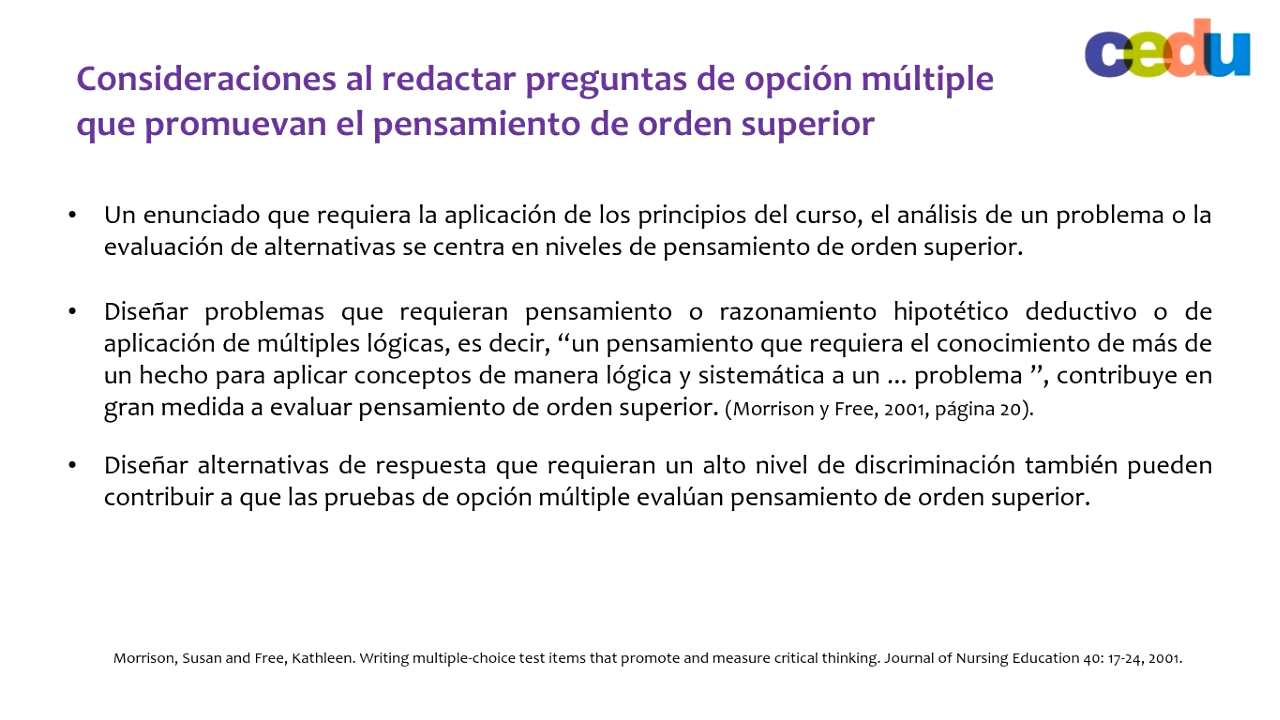 cedu
Consideraciones al redactar preguntas de opción múltiple
que promuevan el pensamiento de orden superior
• Un enunciado que requiera la aplicación de los principios del curso, el análisis de un problema o la
evaluación de alternativas se centra en niveles de pensamiento de orden superior.
• Diseñar problemas que requieran pensamiento o razonamiento hipotético deductivo o de
aplicación de múltiples lógicas, es decir, “un pensamiento que requiera el conocimiento de más de
un hecho para aplicar conceptos de manera lógica y sistemática a un ... problema ”, contribuye en
gran medida a evaluar pensamiento de orden superior. (Morrison y Free, 2001, página 20).
• Diseñar alternativas de respuesta que requieran un alto nivel de discriminación también pueden
contribuir a que las pruebas de opción múltiple evalúan pensamiento de orden superior.
Morrison, Susan and Free, Kathleen. Writing multiple-choice test items that promote and measure critical thinking. Journal of Nursing Education 40: 17-24, 2001.